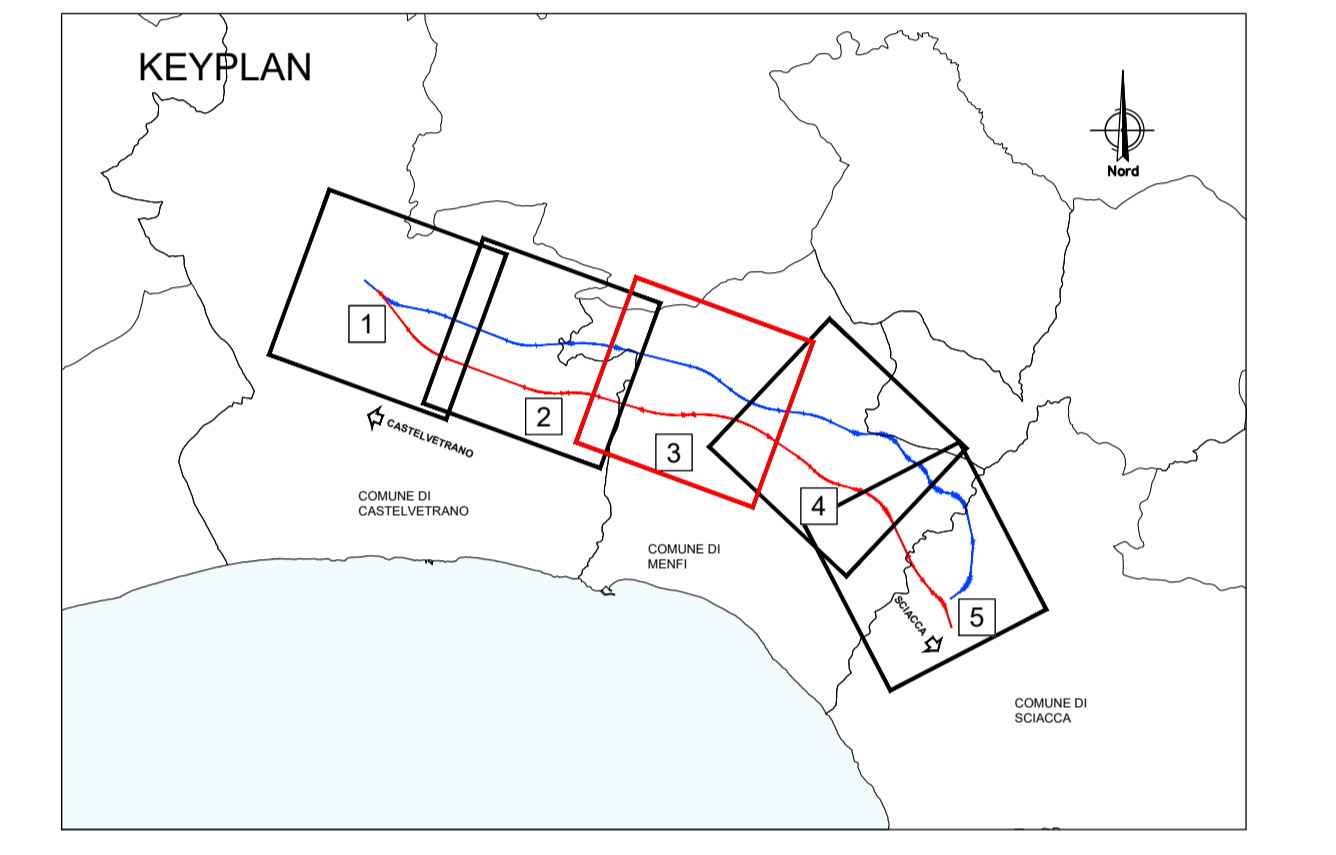 KEYPLAN
Nord
1
CASTELVETRANO
2
3
4
COMUNE DI
CASTELVETRANO
COMUNE DI
MENFI
SCIACCA
5
COMUNE DI
SCIACCA